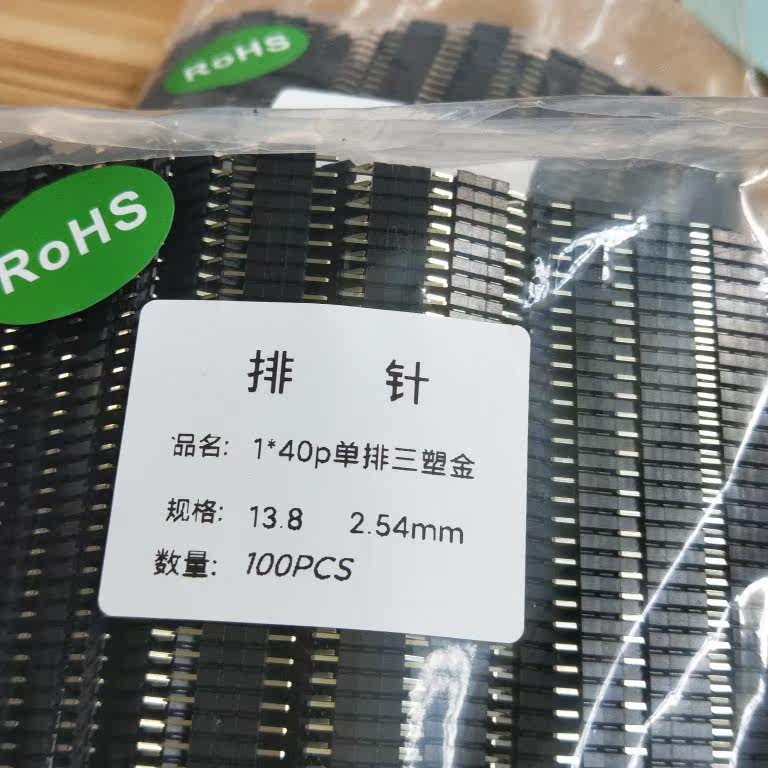 RoHS
RoHS
排 针
品名: 1*40p单排三塑金
规格: 13.8 2.54mm
数量: 100PCS